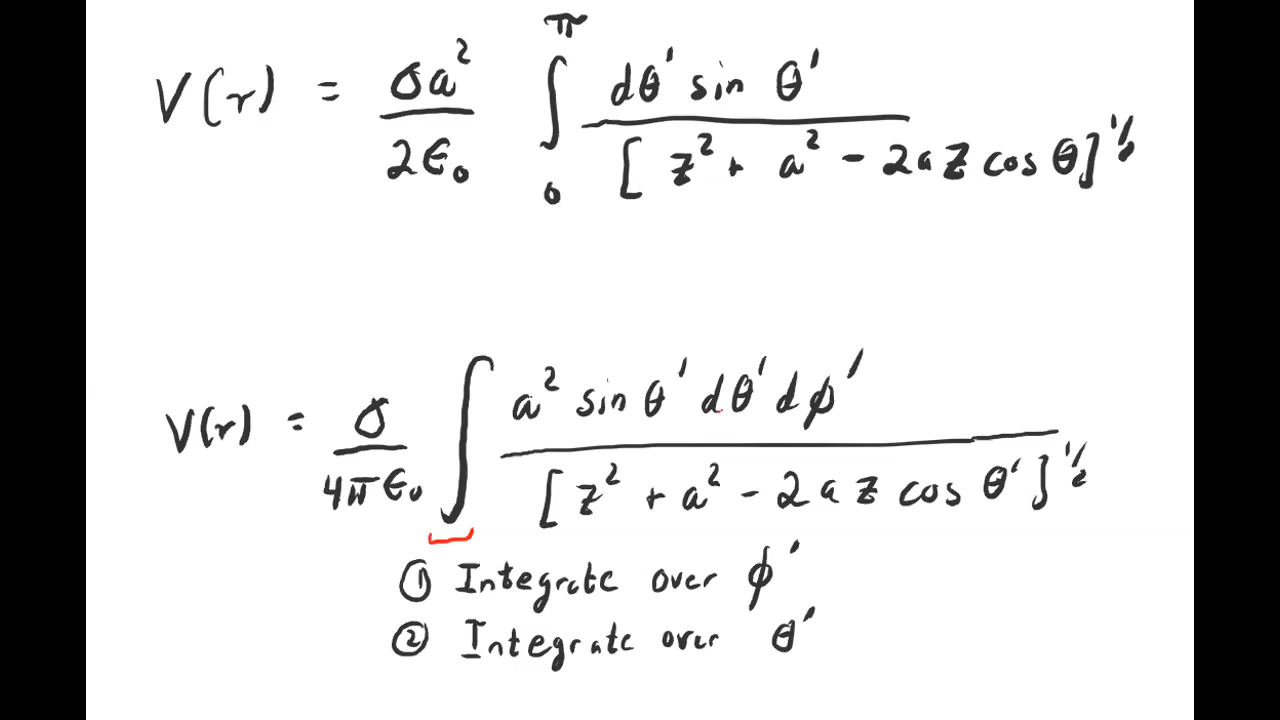 V(r) = σa² / 2ε₀ ∫₀^π dθ' sin θ' / [z² + a² - 2az cos θ]^1/2
V(r) = σ / 4πε₀ ∫ a² sin θ' dθ' dφ' / [z² + a² - 2az cos θ']^1/2
① Integrate over φ'
② Integrate over θ'